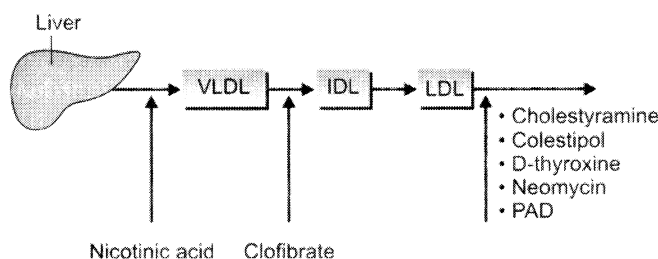 Liver
VLDL
IDL
LDL
• Cholestyramine
• Colestipol
• D-thyroxine
• Neomycin
• PAD
Nicotinic acid
Clofibrate